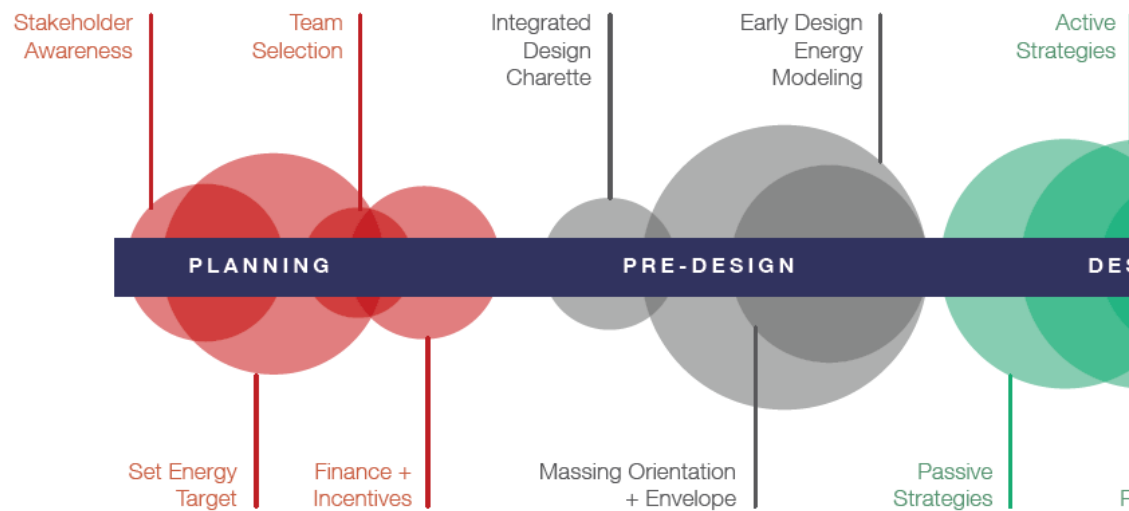 Stakeholder
Awareness
Team
Selection
Integrated
Design
Charette
Early Design
Energy
Modeling
Active
Strategies
PLANNING
PRE-DESIGN
DES
Set Energy
Target
Finance +
Incentives
Massing Orientation
+ Envelope
Passive
Strategies